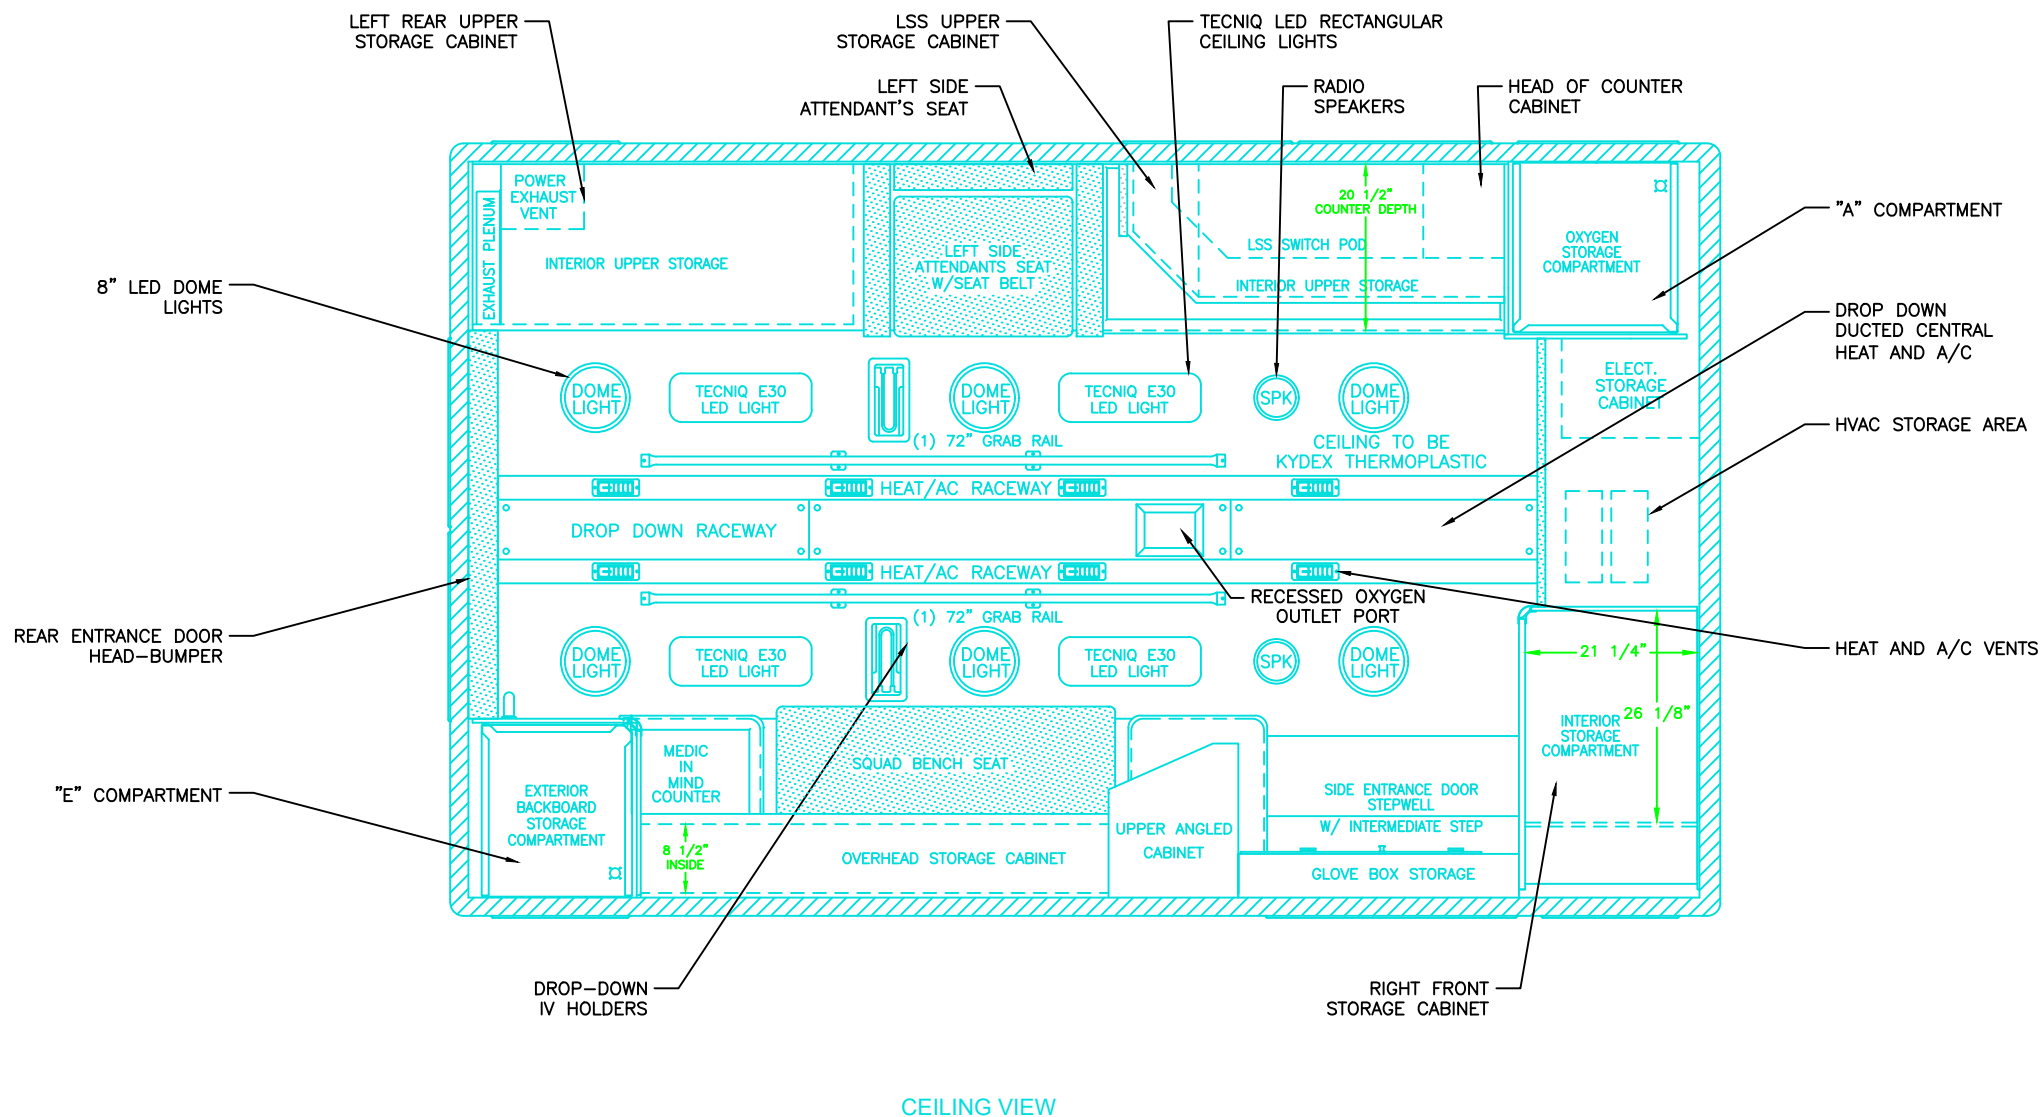 LEFT REAR UPPER
STORAGE CABINET
LSS UPPER
STORAGE CABINET
TECNIQ LED RECTANGULAR
CEILING LIGHTS
LEFT SIDE
ATTENDANT'S SEAT
RADIO
SPEAKERS
HEAD OF COUNTER
CABINET
POWER
EXHAUST
VENT
EXHAUST PLENUM
INTERIOR UPPER STORAGE
LEFT SIDE
ATTENDANTS SEAT
W/SEAT BELT
20 1/2"
COUNTER DEPTH
LSS SWITCH POD
INTERIOR UPPER STORAGE
OXYGEN
STORAGE
COMPARTMENT
"A" COMPARTMENT
8" LED DOME
LIGHTS
DROP DOWN
DUCTED CENTRAL
HEAT AND A/C
DOME
LIGHT
TECNIQ E30
LED LIGHT
DOME
LIGHT
TECNIQ E30
LED LIGHT
SPK
DOME
LIGHT
ELECT.
STORAGE
CABINET
HVAC STORAGE AREA
(1) 72" GRAB RAIL
CEILING TO BE
KYDEX THERMOPLASTIC
HEAT/AC RACEWAY
DROP DOWN RACEWAY
HEAT/AC RACEWAY
RECESSED OXYGEN
OUTLET PORT
(1) 72" GRAB RAIL
REAR ENTRANCE DOOR
HEAD-BUMPER
HEAT AND A/C VENTS
DOME
LIGHT
TECNIQ E30
LED LIGHT
DOME
LIGHT
TECNIQ E30
LED LIGHT
SPK
DOME
LIGHT
21 1/4"
26 1/8"
INTERIOR
STORAGE
COMPARTMENT
MEDIC
IN
MIND
COUNTER
SQUAD BENCH SEAT
SIDE ENTRANCE DOOR
STEPWELL
W/ INTERMEDIATE STEP
"E" COMPARTMENT
EXTERIOR
BACKBOARD
STORAGE
COMPARTMENT
8 1/2"
INSIDE
OVERHEAD STORAGE CABINET
UPPER ANGLED
CABINET
GLOVE BOX STORAGE
DROP-DOWN
IV HOLDERS
RIGHT FRONT
STORAGE CABINET
CEILING VIEW